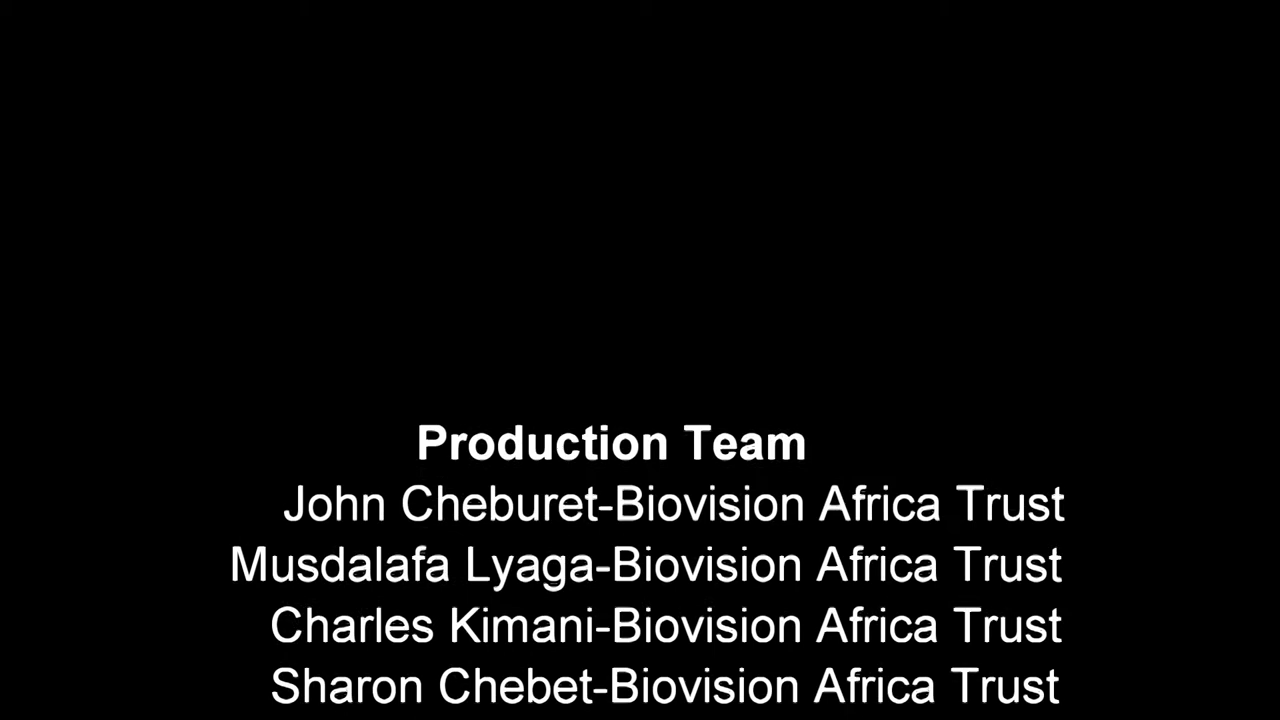 Production Team
John Cheburet-Biovision Africa Trust
Musdalafa Lyaga-Biovision Africa Trust
Charles Kimani-Biovision Africa Trust
Sharon Chebet-Biovision Africa Trust